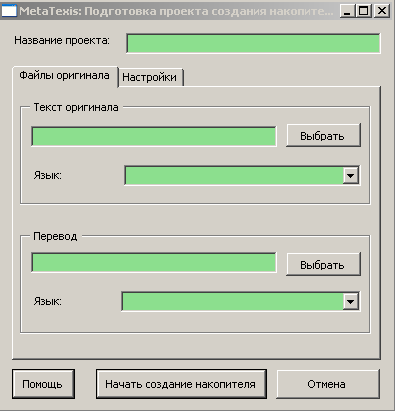 MetaTexis: Подготовка проекта создания накопите...
Название проекта:
Файлы оригинала Настройки
Текст оригинала
Выбрать
Язык:
Перевод
Выбрать
Язык:
Помощь Начать создание накопителя Отмена